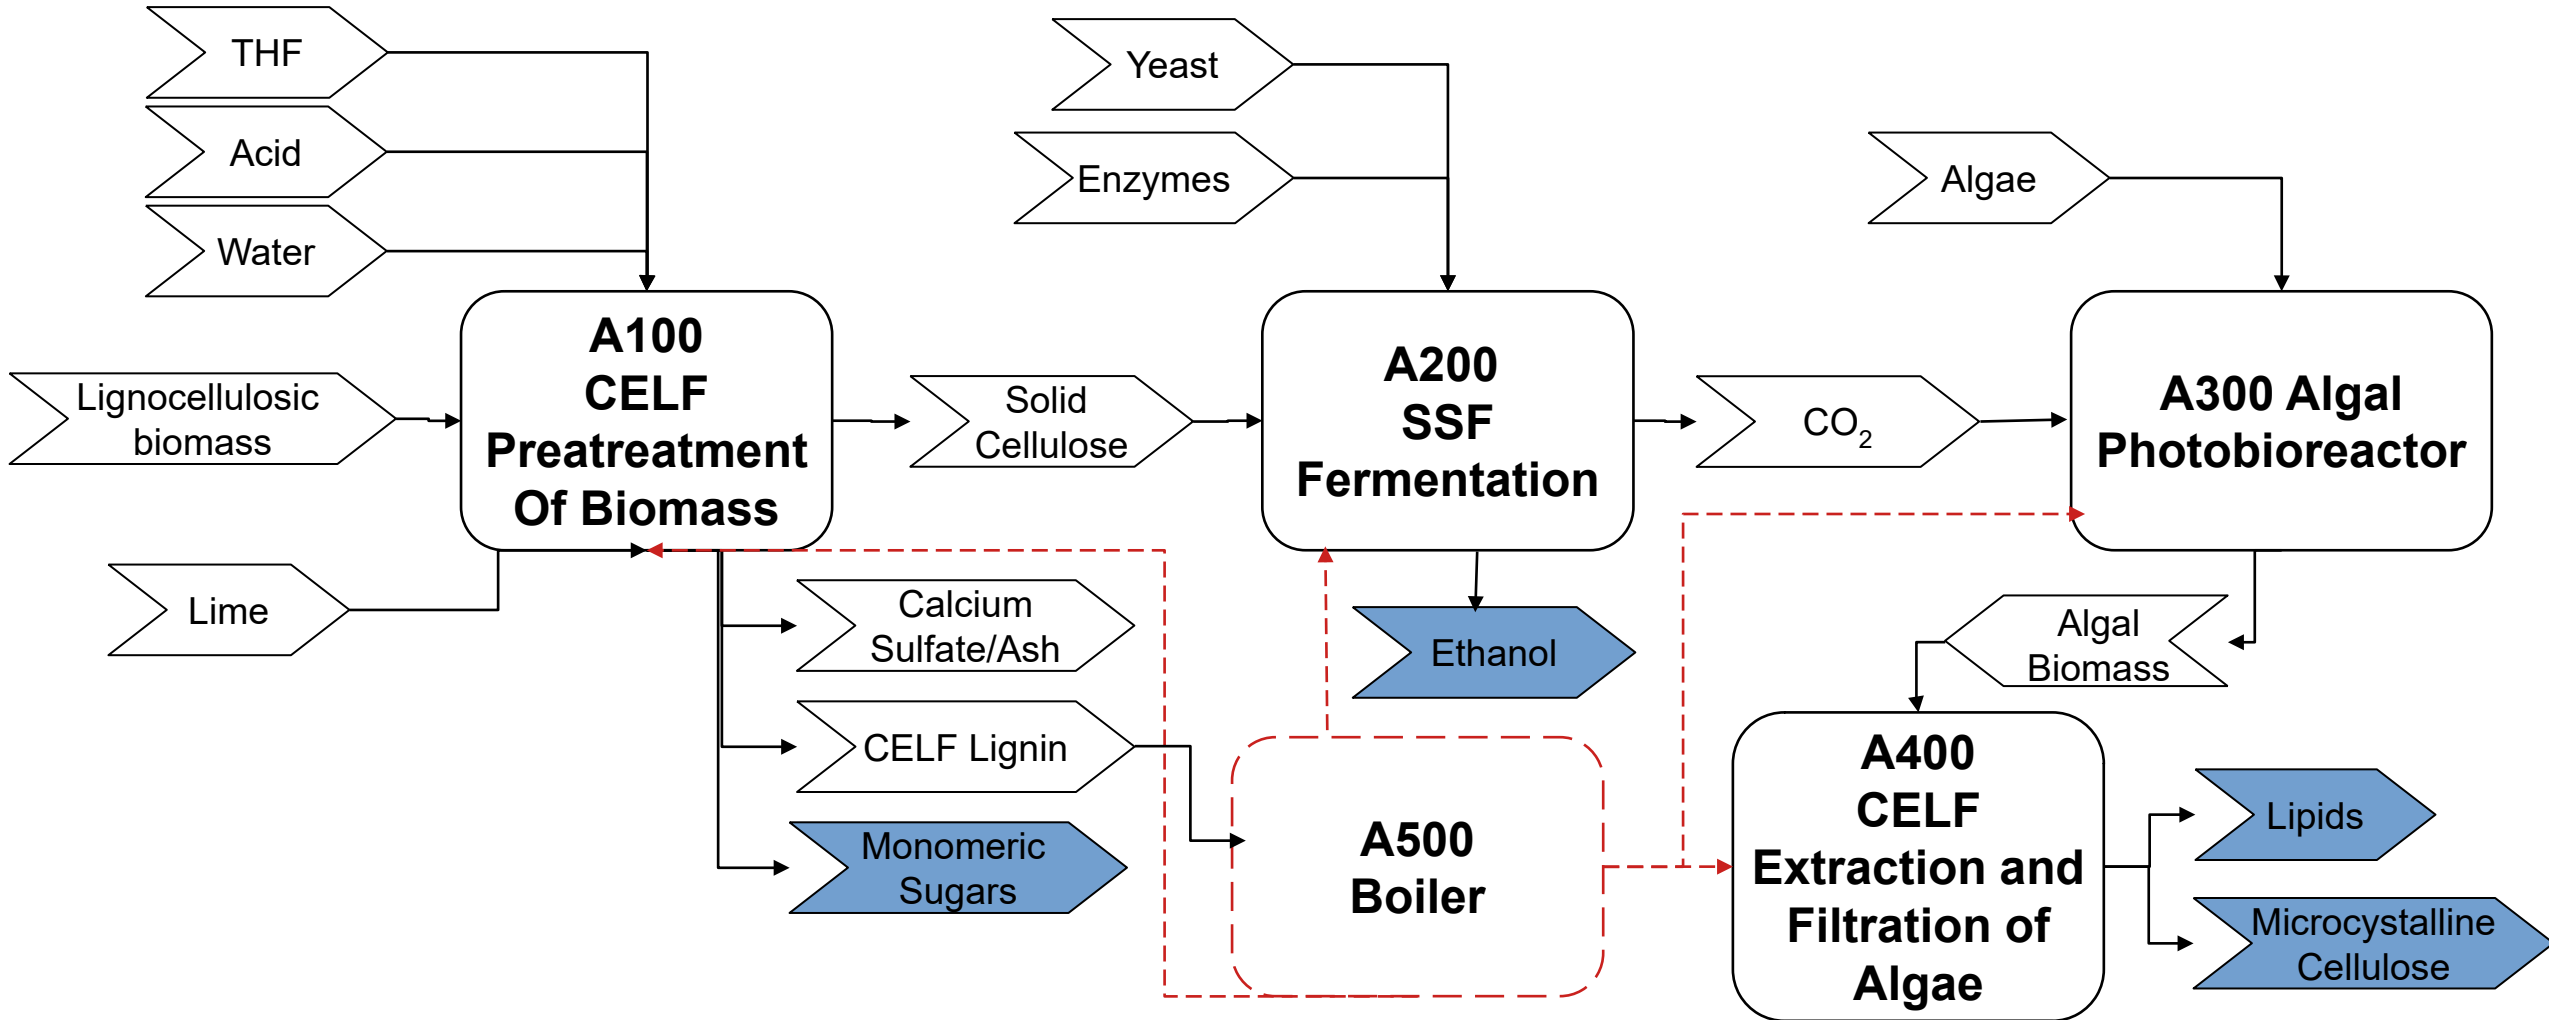 THF
Acid
Water
Yeast
Enzymes
Algae
Lignocellulosic
biomass
A100
CELF
Preatreatment
Of Biomass
Solid
Cellulose
A200
SSF
Fermentation
CO₂
A300 Algal
Photobioreactor
Lime
Calcium
Sulfate/Ash
CELF Lignin
Monomeric
Sugars
Ethanol
Algal
Biomass
A500
Boiler
A400
CELF
Extraction and
Filtration of
Algae
Lipids
Microcystalline
Cellulose